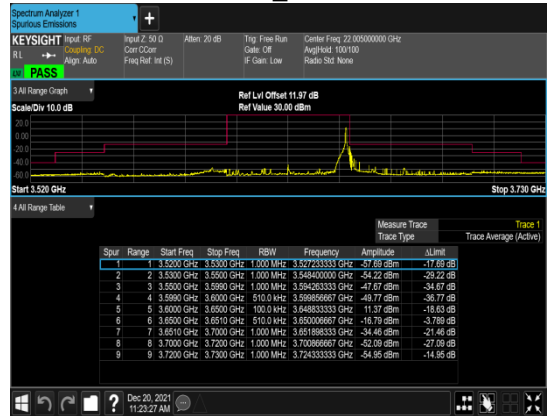 Spectrum Analyzer 1
Spurious Emissions
KEYSIGHT Input: RF Input Z: 50 Ω Atten: 20 dB Trig: Free Run Center Freq: 22.005000000 GHz
RL Coupling: DC Corr CCorr Gate: Off Avg|Hold: 100/100
Align: Auto Freq Ref: Int (S) IF Gain: Low Radio Std: None
PASS
3 All Range Graph Ref Lvl Offset 11.97 dB
Scale/Div 10.0 dB Ref Value 30.00 dBm
20.0
0.00
-20.0
-40.0
-60.0
Start 3.520 GHz Stop 3.730 GHz
4 All Range Table
Measure Trace Trace 1
Trace Type Trace Average (Active)
Spur Range Start Freq Stop Freq RBW Frequency Amplitude ΔLimit
1 1 3.5200 GHz 3.5300 GHz 1.000 MHz 3.527233333 GHz -57.69 dBm -17.69 dB
2 2 3.5300 GHz 3.5500 GHz 1.000 MHz 3.548400000 GHz -54.22 dBm -29.22 dB
3 3 3.5500 GHz 3.5990 GHz 1.000 MHz 3.594263333 GHz -47.67 dBm -34.67 dB
4 4 3.5990 GHz 3.6000 GHz 510.0 kHz 3.599856667 GHz -49.77 dBm -36.77 dB
5 5 3.6000 GHz 3.6500 GHz 100.0 kHz 3.648833333 GHz 11.37 dBm -18.63 dB
6 6 3.6500 GHz 3.6510 GHz 510.0 kHz 3.650006667 GHz -16.79 dBm -3.789 dB
7 7 3.6510 GHz 3.7000 GHz 1.000 MHz 3.651898333 GHz -34.46 dBm -21.46 dB
8 8 3.7000 GHz 3.7200 GHz 1.000 MHz 3.700866667 GHz -52.09 dBm -27.09 dB
9 9 3.7200 GHz 3.7300 GHz 1.000 MHz 3.724333333 GHz -54.95 dBm -14.95 dB
Dec 20, 2021
11:23:27 AM